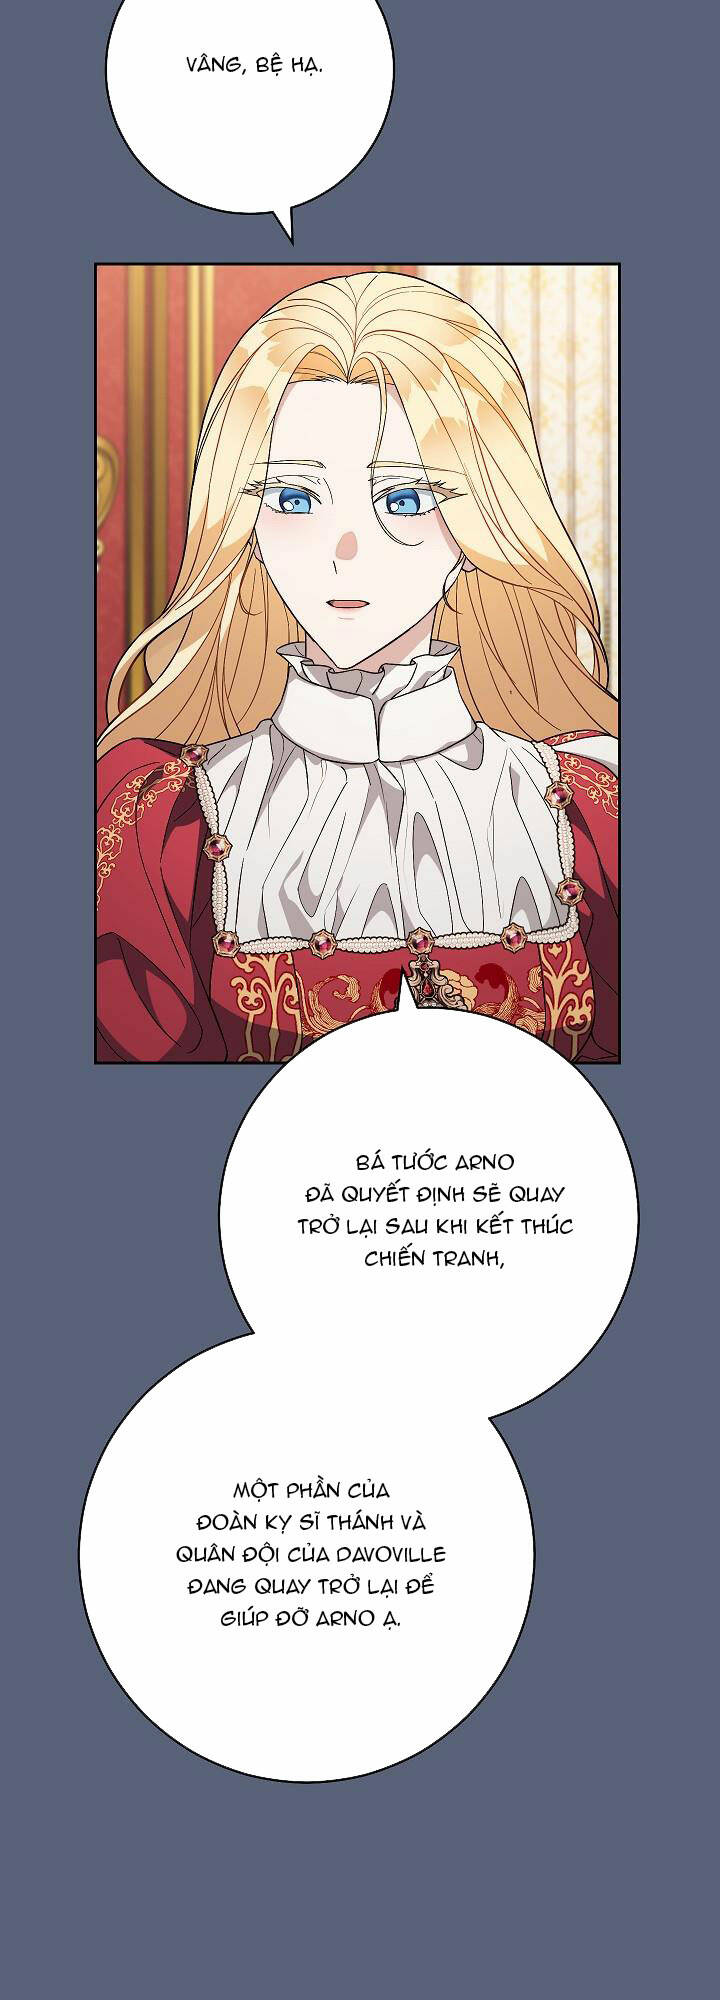 VÂNG, BỆ HẠ.
BÁ TƯỚC ARNO
ĐÃ QUYẾT ĐỊNH SẼ QUAY
TRỞ LẠI SAU KHI KẾT THÚC
CHIẾN TRANH,
MỘT PHẦN CỦA
ĐOÀN KỴ SĨ THÁNH VÀ
QUÂN ĐỘI CỦA DAVOVILLE
ĐANG QUAY TRỞ LẠI ĐỂ
GIÚP ĐỠ ARNO Ạ.